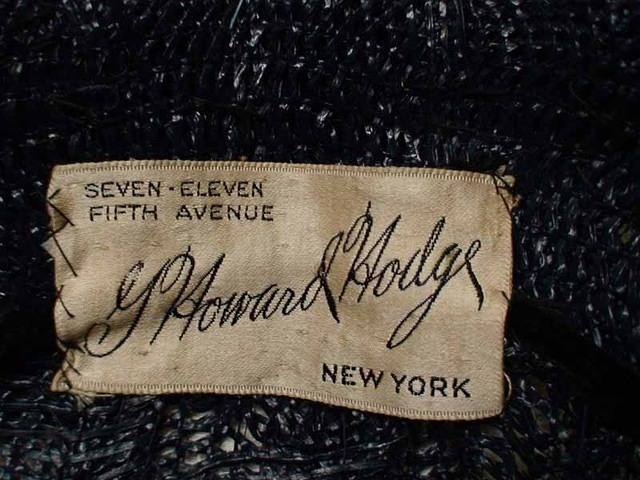 SEVEN-ELEVEN
FIFTH AVENUE
G Howard Hodge
NEW YORK